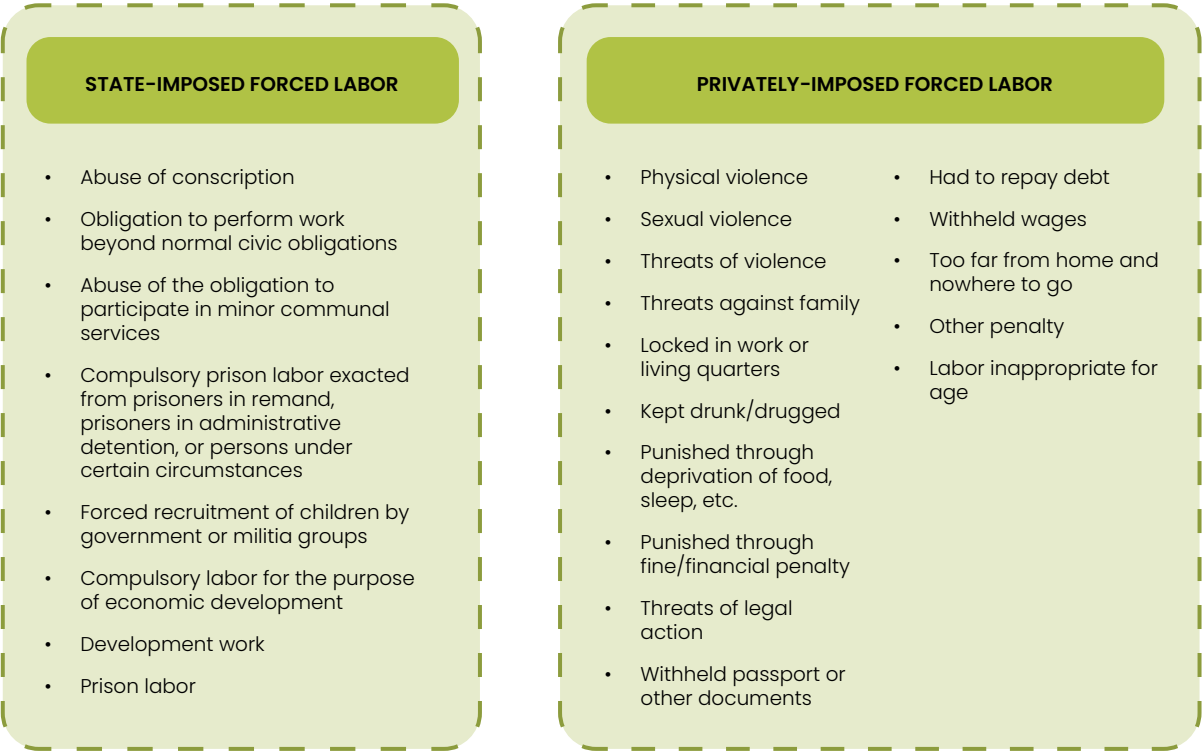 STATE-IMPOSED FORCED LABOR
• Abuse of conscription
• Obligation to perform work
beyond normal civic obligations
• Abuse of the obligation to
participate in minor communal
services
• Compulsory prison labor exacted
from prisoners in remand,
prisoners in administrative
detention, or persons under
certain circumstances
• Forced recruitment of children by
government or militia groups
• Compulsory labor for the purpose
of economic development
• Development work
• Prison labor
PRIVATELY-IMPOSED FORCED LABOR
• Physical violence
• Sexual violence
• Threats of violence
• Threats against family
• Locked in work or
living quarters
• Kept drunk/drugged
• Punished through
deprivation of food,
sleep, etc.
• Punished through
fine/financial penalty
• Threats of legal
action
• Withheld passport or
other documents
• Had to repay debt
• Withheld wages
• Too far from home and
nowhere to go
• Other penalty
• Labor inappropriate for
age